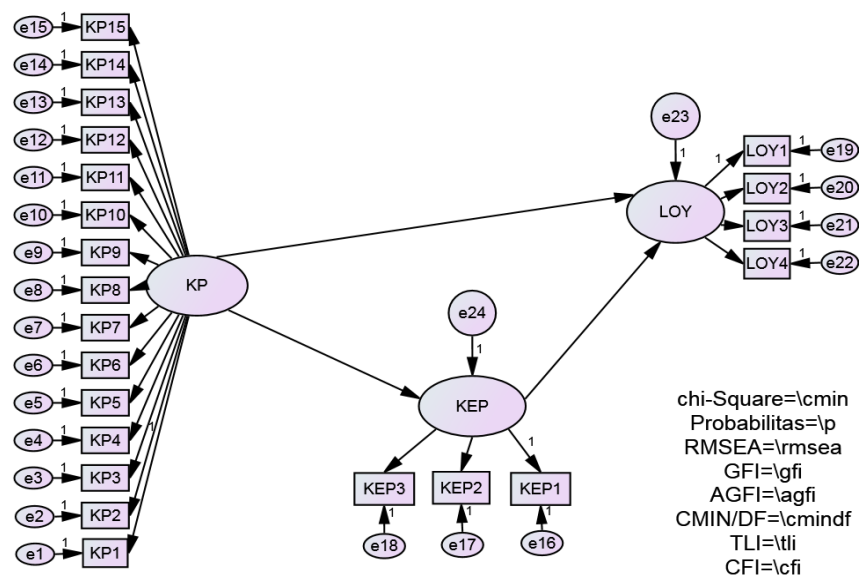 e15 1 KP15
e14 1 KP14
e13 1 KP13
e12 1 KP12
e11 1 KP11
e10 1 KP10
e9 1 KP9
e8 1 KP8
e7 1 KP7
e6 1 KP6
e5 1 KP5
e4 1 KP4
1
e3 1 KP3
e2 1 KP2
e1 1 KP1
KP
e23
1
LOY
1
LOY1 1 e19
LOY2 1 e20
LOY3 1 e21
LOY4 1 e22
e24
1
KEP
1
KEP3 KEP2 KEP1
1 1 1
e18 e17 e16
chi-Square=\cmin
Probabilitas=\p
RMSEA=\rmsea
GFI=\gfi
AGFI=\agfi
CMIN/DF=\cmindf
TLI=\tli
CFI=\cfi